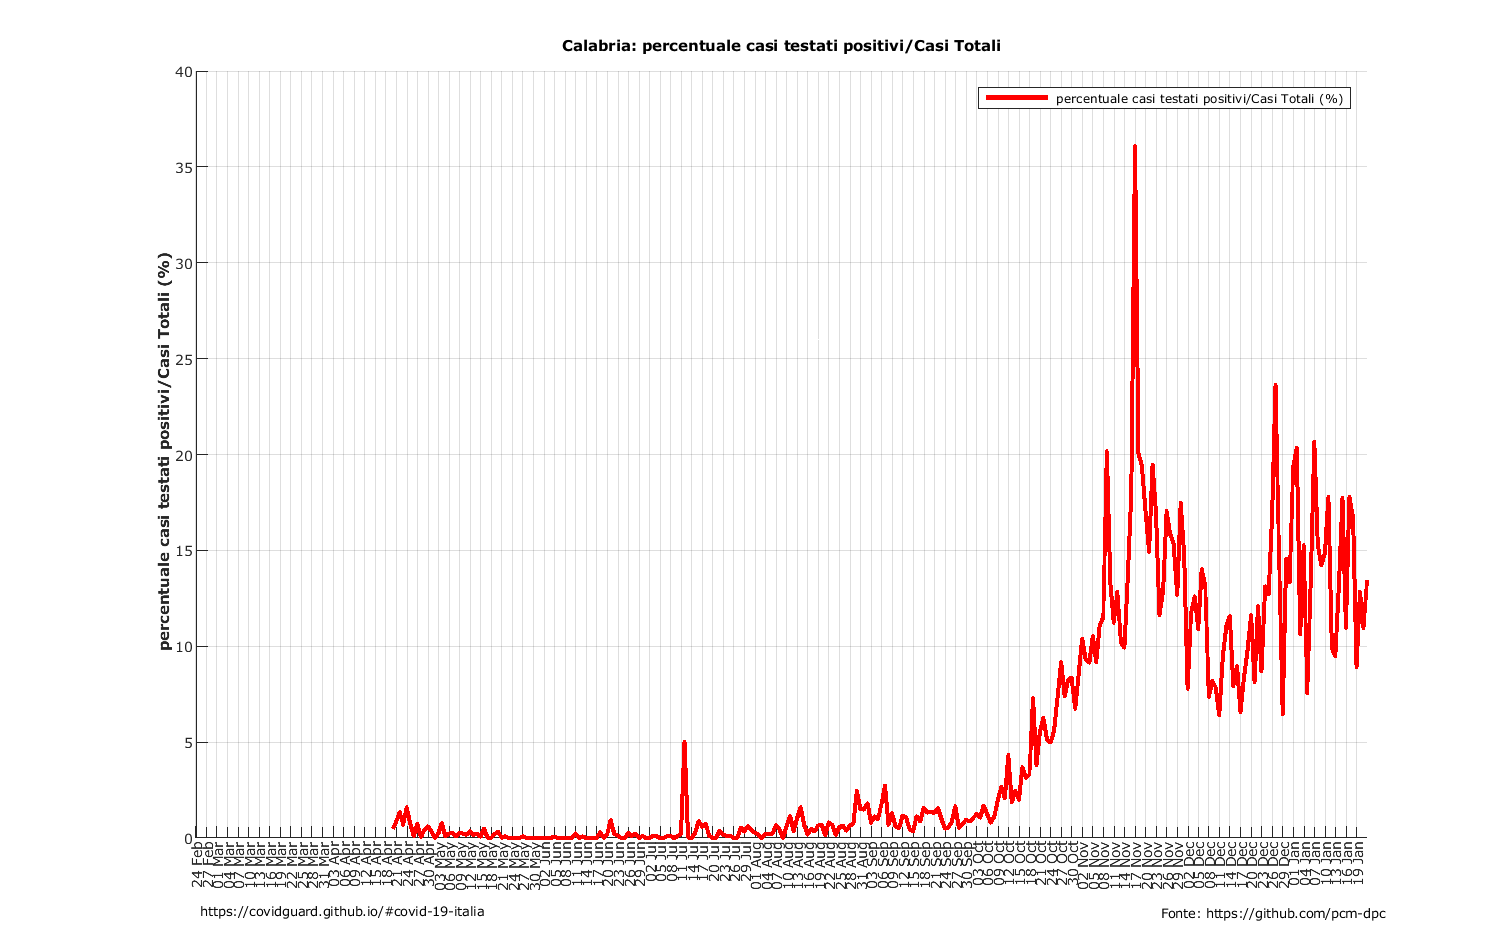 Calabria: percentuale casi testati positivi/Casi Totali
percentuale casi testati positivi/Casi Totali (%)
percentuale casi testati positivi/Casi Totali (%)
40
35
30
25
20
15
10
5
0
24 Feb
27 Feb
01 Mar
04 Mar
07 Mar
10 Mar
13 Mar
16 Mar
19 Mar
22 Mar
25 Mar
28 Mar
31 Mar
03 Apr
06 Apr
09 Apr
12 Apr
15 Apr
18 Apr
21 Apr
24 Apr
27 Apr
30 Apr
03 May
06 May
09 May
12 May
15 May
18 May
21 May
24 May
27 May
30 May
02 Jun
05 Jun
08 Jun
11 Jun
14 Jun
17 Jun
20 Jun
23 Jun
26 Jun
29 Jun
02 Jul
05 Jul
08 Jul
11 Jul
14 Jul
17 Jul
20 Jul
23 Jul
26 Jul
29 Jul
01 Aug
04 Aug
07 Aug
10 Aug
13 Aug
16 Aug
19 Aug
22 Aug
25 Aug
28 Aug
31 Aug
03 Sep
06 Sep
09 Sep
12 Sep
15 Sep
18 Sep
21 Sep
24 Sep
27 Sep
30 Sep
03 Oct
06 Oct
09 Oct
12 Oct
15 Oct
18 Oct
21 Oct
24 Oct
27 Oct
30 Oct
02 Nov
05 Nov
08 Nov
11 Nov
14 Nov
17 Nov
20 Nov
23 Nov
26 Nov
29 Nov
02 Dec
05 Dec
08 Dec
11 Dec
14 Dec
17 Dec
20 Dec
23 Dec
26 Dec
29 Dec
01 Jan
04 Jan
07 Jan
10 Jan
13 Jan
16 Jan
19 Jan
https://covidguard.github.io/#covid-19-italia
Fonte: https://github.com/pcm-dpc